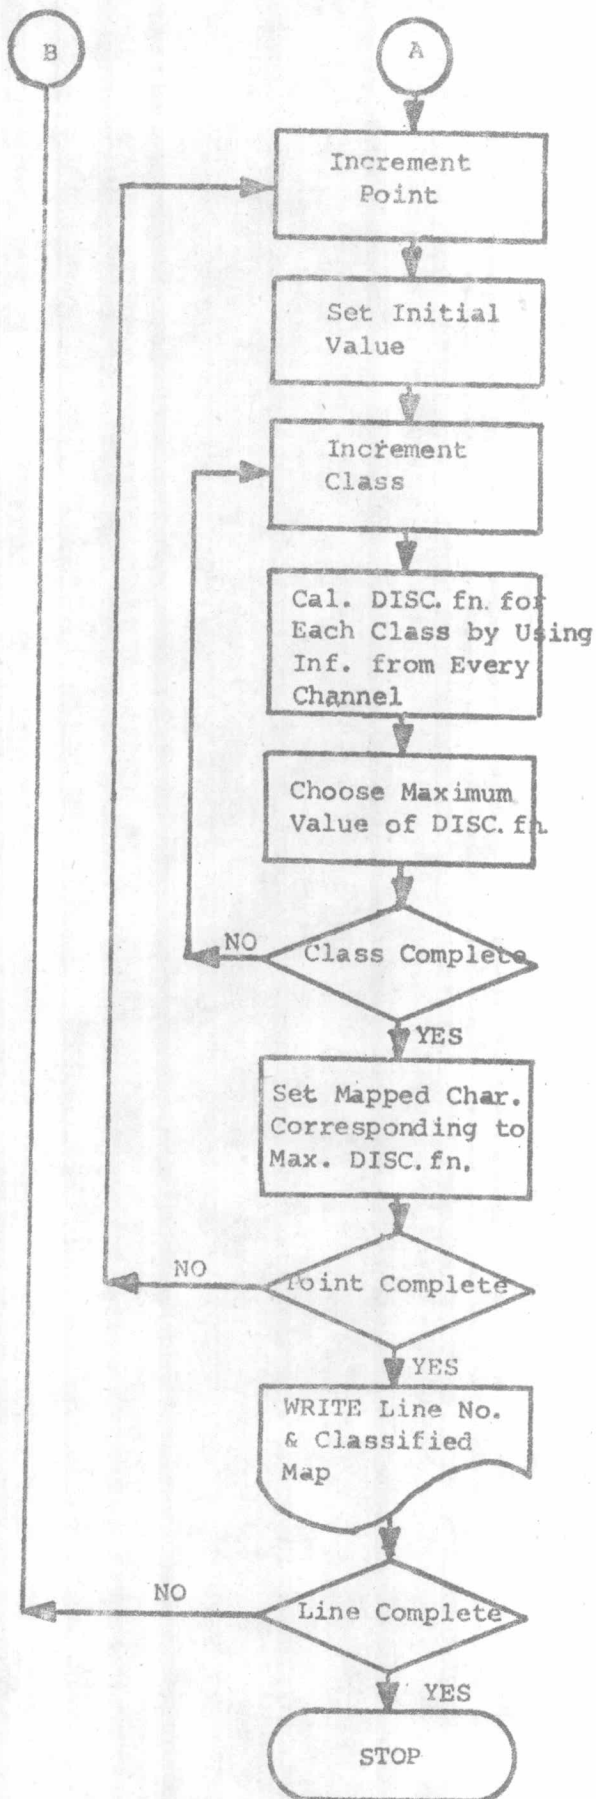 B
A
Increment
Point
Set Initial
Value
Increment
Class
Cal. DISC. fn. for
Each Class by Using
Inf. from Every
Channel
Choose Maximum
Value of DISC. fn.
NO
Class Complete
YES
Set Mapped Char.
Corresponding to
Max. DISC. fn.
NO
Point Complete
YES
WRITE Line No.
& Classified
Map
NO
Line Complete
YES
STOP